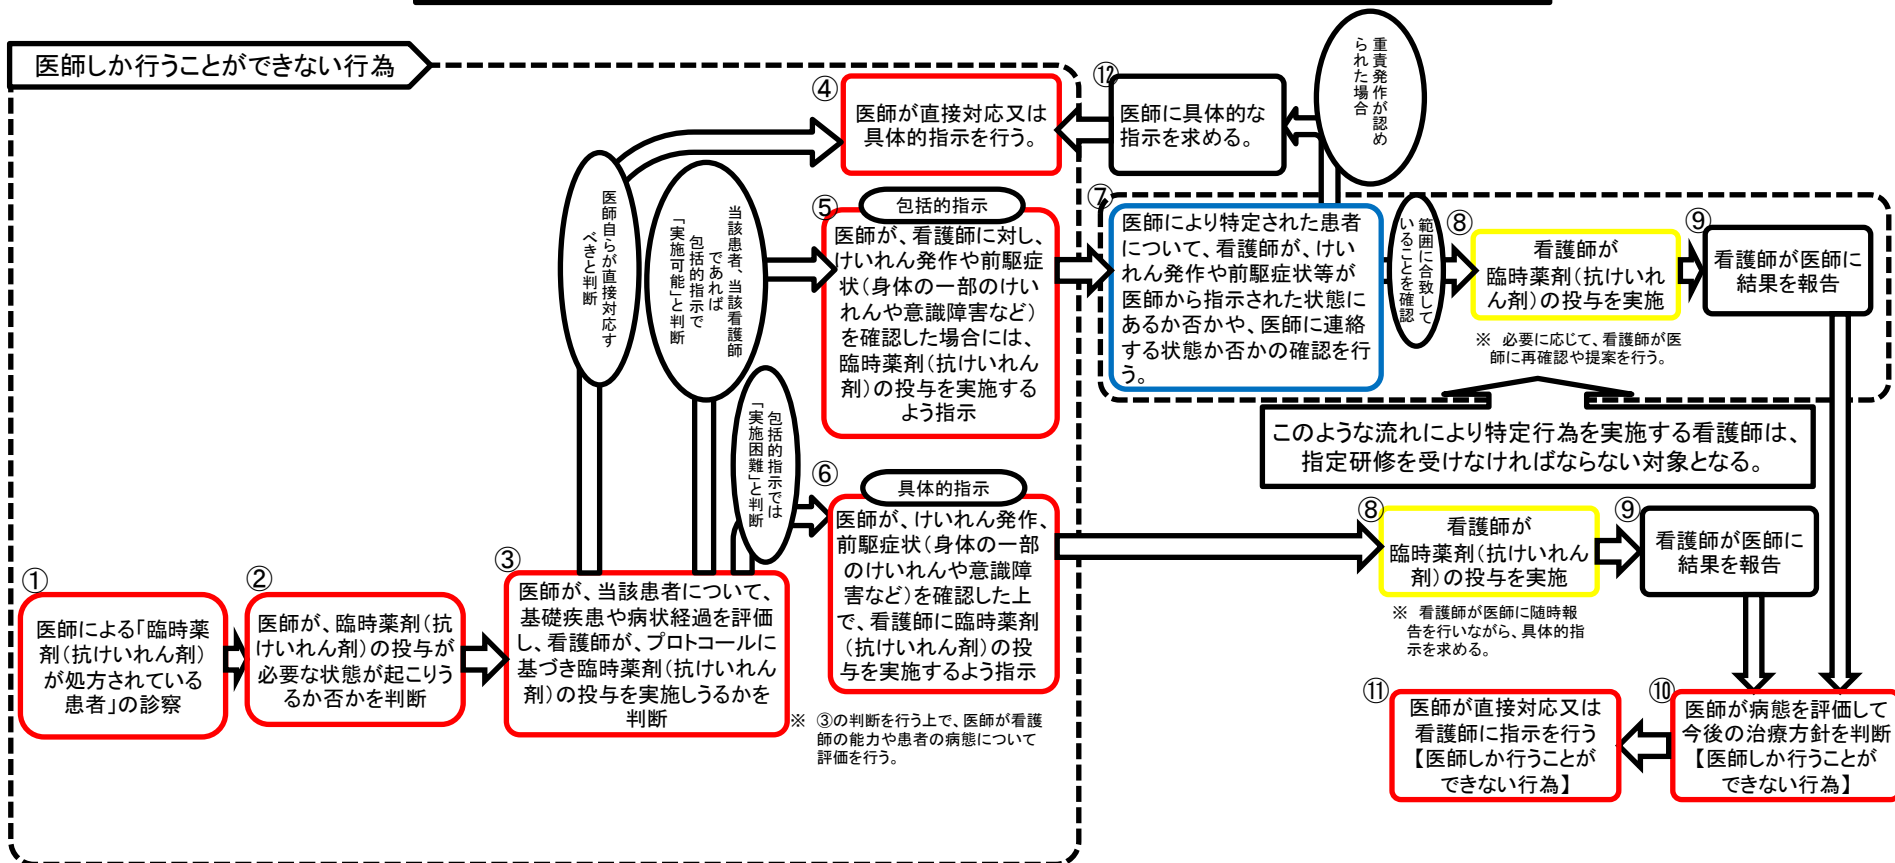 医師しか行うことができない行為
①
医師による「臨時薬
剤(抗けいれん剤)
が処方されている
患者」の診察
②
医師が、臨時薬剤(抗
けいれん剤)の投与が
必要な状態が起こりう
るか否かを判断
③
医師が、当該患者について、
基礎疾患や病状経過を評価
し、看護師が、プロトコールに
基づき臨時薬剤(抗けいれん
剤)の投与を実施しうるかを
判断
※ ③の判断を行う上で、医師が看護
師の能力や患者の病態について
評価を行う。
医師自らが直接対応す
べきと判断
当該患者、当該看護師
であれば
包括的指示で
「実施可能」と判断
包括的指示では
「実施困難」と判断
④
医師が直接対応又は
具体的指示を行う。
⑤
包括的指示
医師が、看護師に対し、
けいれん発作や前駆症
状(身体の一部のけい
れんや意識障害など)
を確認した場合には、
臨時薬剤(抗けいれん
剤)の投与を実施する
よう指示
⑥
具体的指示
医師が、けいれん発作、
前駆症状(身体の一部
のけいれんや意識障
害など)を確認した上
で、看護師に臨時薬剤
(抗けいれん剤)の投
与を実施するよう指示
⑫
医師に具体的な
指示を求める。
重責発作が認め
られた場合
⑦
医師により特定された患者
について、看護師が、けい
れん発作や前駆症状等が
医師から指示された状態に
あるか否かや、医師に連絡
する状態か否かの確認を行
う。
範囲に合致して
いることを確認
⑧
看護師が
臨時薬剤(抗けいれ
ん剤)の投与を実施
※ 必要に応じて、看護師が医
師に再確認や提案を行う。
⑨
看護師が医師に
結果を報告
このような流れにより特定行為を実施する看護師は、
指定研修を受けなければならない対象となる。
⑧
看護師が
臨時薬剤(抗けいれん
剤)の投与を実施
※ 看護師が医師に随時報
告を行いながら、具体的指
示を求める。
⑨
看護師が医師に
結果を報告
⑩
医師が病態を評価して
今後の治療方針を判断
【医師しか行うことが
できない行為】
⑪
医師が直接対応又は
看護師に指示を行う
【医師しか行うことが
できない行為】